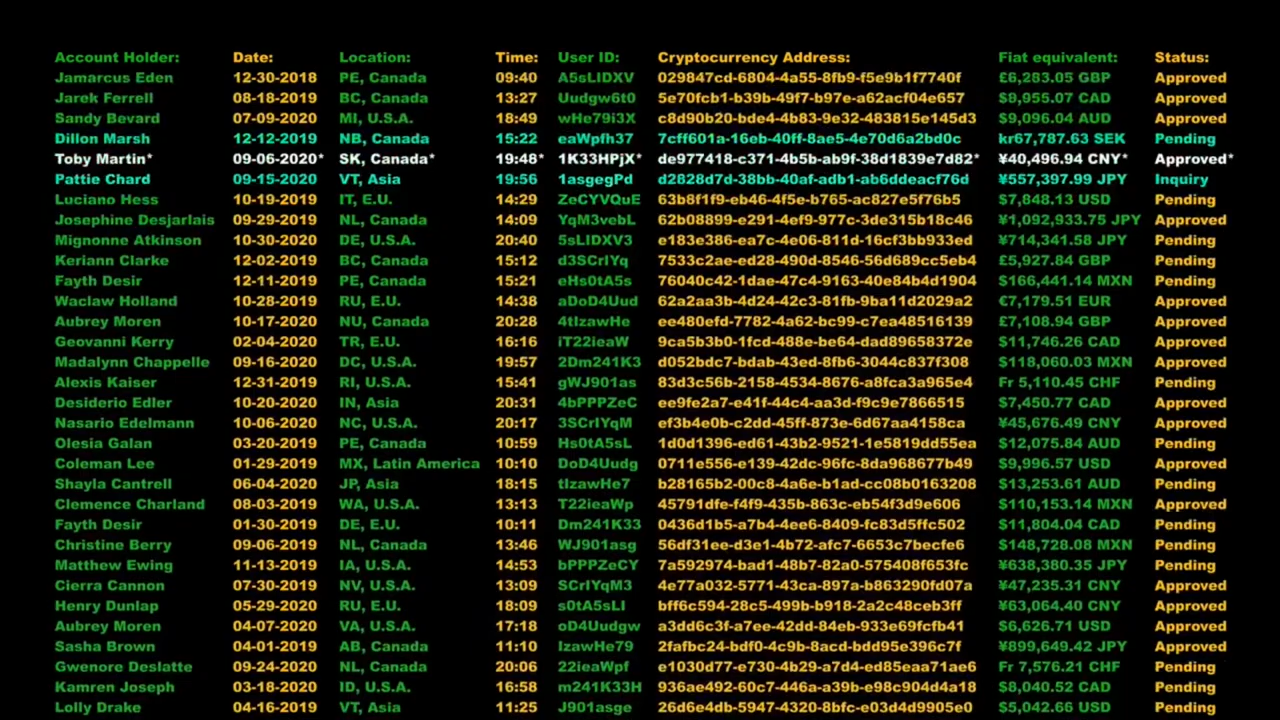 Account Holder: Date: Location: Time: User ID: Cryptocurrency Address: Fiat equivalent: Status:
Jamarcus Eden 12-30-2018 PE, Canada 09:40 A5sLIDXV 029847cd-6804-4a55-8fb9-f5e9b1f7740f £6,283.05 GBP Approved
Jarek Ferrell 08-18-2019 BC, Canada 13:27 Uudgw6t0 5e70fcb1-b39b-49f7-b97e-a62acf04e657 $8,955.07 CAD Approved
Sandy Bevard 07-09-2020 MI, U.S.A. 18:49 wHe79i3X c8d90b20-bde4-4b83-9e32-483815e145d3 $9,096.04 AUD Approved
Dillon Marsh 12-12-2019 NB, Canada 15:22 eaWpfh37 7cff601a-16eb-40ff-8ae5-4e70d6a2bd0c kr67,787.63 SEK Pending
Toby Martin* 09-06-2020* SK, Canada* 19:48* 1K33HPjX* de977418-c371-4b5b-ab9f-38d1839e7d82* ¥40,496.94 CNY* Approved*
Pattie Chard 09-15-2020 VT, Asia 19:56 1asgegPd d2828d7d-38bb-40af-adb1-ab6ddeacf76d ¥557,397.99 JPY Inquiry
Luciano Hess 10-19-2019 IT, E.U. 14:29 ZeCYVQuE 63b8f1f9-eb46-4f5e-b765-ac827e5f76b5 $7,848.13 USD Pending
Josephine Desjarlais 09-29-2019 NL, Canada 14:09 YqM3vebL 62b08899-e291-4ef9-977c-3de315b18c46 ¥1,092,933.75 JPY Approved
Mignonne Atkinson 10-30-2020 DE, U.S.A. 20:40 5sLIDXV3 e183e386-ea7c-4e06-811d-16cf3bb933ed ¥714,341.58 JPY Pending
Keriann Clarke 12-02-2019 BC, Canada 15:12 d3SCrIYq 7533c2ae-ed28-490d-8546-56d689cc5eb4 £5,927.84 GBP Pending
Fayth Desir 12-11-2019 PE, Canada 15:21 eHs0tA5s 76040c42-1dae-47c4-9163-40e84b4d1904 $166,441.14 MXN Pending
Waclaw Holland 10-28-2019 RU, E.U. 14:38 aDoD4Uud 62a2aa3b-4d24-42c3-81fb-9ba11d2029a2 €7,179.51 EUR Approved
Aubrey Moren 10-17-2020 NU, Canada 20:28 4tIzawHe ee480efd-7782-4a62-bc99-c7ea48516139 £7,108.94 GBP Approved
Geovanni Kerry 02-04-2020 TR, E.U. 16:16 iT22ieaW 9ca5b3b0-1fcd-488e-be64-dad89658372e $11,746.26 CAD Approved
Madalynn Chappelle 09-16-2020 DC, U.S.A. 19:57 2Dm241K3 d052bdc7-bdab-43ed-8fb6-3044c837f308 $118,060.03 MXN Approved
Alexis Kaiser 12-31-2019 RI, U.S.A. 15:41 gWJ901as 83d3c56b-2158-4534-8676-a8fca3a965e4 Fr 5,110.45 CHF Pending
Desiderio Edler 10-20-2020 IN, Asia 20:31 4bPPPZeC ee9fe2a7-e41f-44c4-aa3d-f9c9e7866515 $7,450.77 CAD Approved
Nasario Edelmann 10-06-2020 NC, U.S.A. 20:17 3SCrIYqM ef3b4e0b-c2dd-45ff-873e-6d67aa4158ca ¥45,676.49 CNY Approved
Olesia Galan 03-20-2019 PE, Canada 10:59 Hs0tA5sL 1d0d1396-ed61-43b2-9521-1e5819dd55ea $12,075.84 AUD Pending
Coleman Lee 01-29-2019 MX, Latin America 10:10 DoD4Uudg 0711e556-e139-42dc-96fc-8da968677b49 $9,996.57 USD Approved
Shayla Cantrell 06-04-2020 JP, Asia 18:15 tIzawHe7 b28165b2-00c8-4a6e-b1ad-cc08b0163208 $13,253.61 AUD Pending
Clemence Charland 08-03-2019 WA, U.S.A. 13:13 T22ieaWp 45791dfe-f4f9-435b-863c-eb54f3d9e606 $110,153.14 MXN Approved
Fayth Desir 01-30-2019 DE, E.U. 10:11 Dm241K33 0436d1b5-a7b4-4ee6-8409-fc83d5ffc502 $11,804.04 CAD Pending
Christine Berry 09-06-2019 NL, Canada 13:46 WJ901asg 56df31ee-d3e1-4b72-afc7-6653c7becfe6 $148,728.08 MXN Pending
Matthew Ewing 11-13-2019 IA, U.S.A. 14:53 bPPPZeCY 7a592974-bad1-48b7-82a0-575408f653fc ¥638,380.35 JPY Pending
Cierra Cannon 07-30-2019 NV, U.S.A. 13:09 SCrIYqM3 4e77a032-5771-43ca-897a-b863290fd07a ¥47,235.31 CNY Approved
Henry Dunlap 05-29-2020 RU, E.U. 18:09 s0tA5sLI bff6c594-28c5-499b-b918-2a2c48ceb3ff ¥63,064.40 CNY Approved
Aubrey Moren 04-07-2020 VA, U.S.A. 17:18 oD4Uudgw a3dd6c3f-a7ee-42dd-84eb-933e69fcfb41 $6,626.71 USD Approved
Sasha Brown 04-01-2019 AB, Canada 11:10 IzawHe79 2fafbc24-bdf0-4c9b-8acd-bdd95e396c7f ¥899,649.42 JPY Approved
Gwenore Deslatte 09-24-2020 NL, Canada 20:06 22ieaWpf e1030d77-e730-4b29-a7d4-ed85eaa71ae6 Fr 7,576.21 CHF Pending
Kamren Joseph 03-18-2020 ID, U.S.A. 16:58 m241K33H 936ae492-60c7-446a-a39b-e98c904d4a18 $8,040.52 CAD Pending
Lolly Drake 04-16-2019 VT, Asia 11:25 J901asge 26d6e4db-5947-4320-8bfc-e03d4d9905e0 $5,042.66 USD Pending